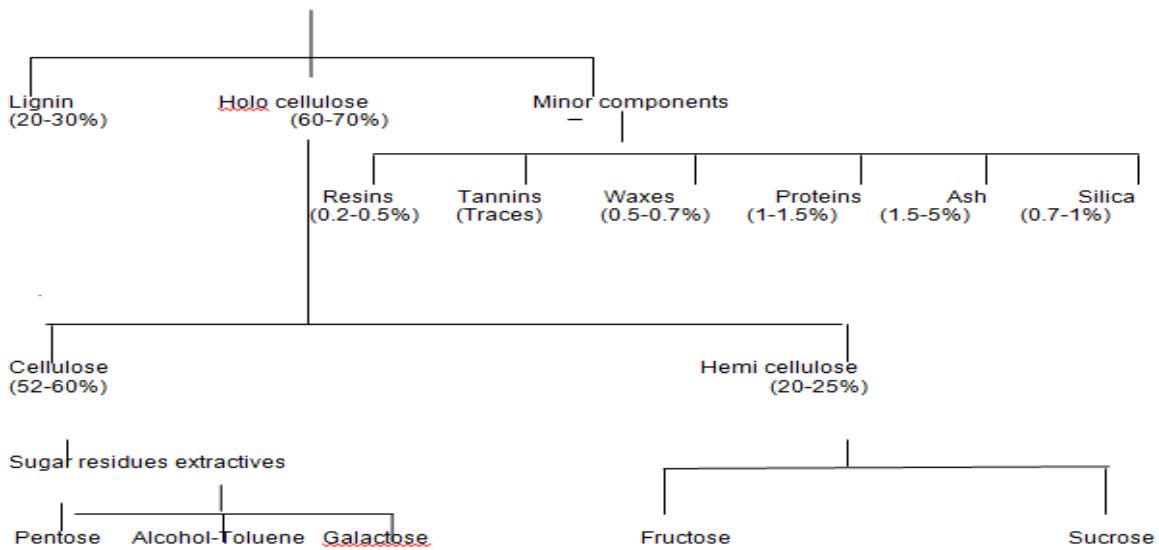 Lignin
(20-30%)
Holo cellulose
(60-70%)
Minor components
Resins
(0.2-0.5%)
Tannins
(Traces)
Waxes
(0.5-0.7%)
Proteins
(1-1.5%)
Ash
(1.5-5%)
Silica
(0.7-1%)
Cellulose
(52-60%)
Hemi cellulose
(20-25%)
Sugar residues extractives
Pentose
Alcohol-Toluene
Galactose
Fructose
Sucrose